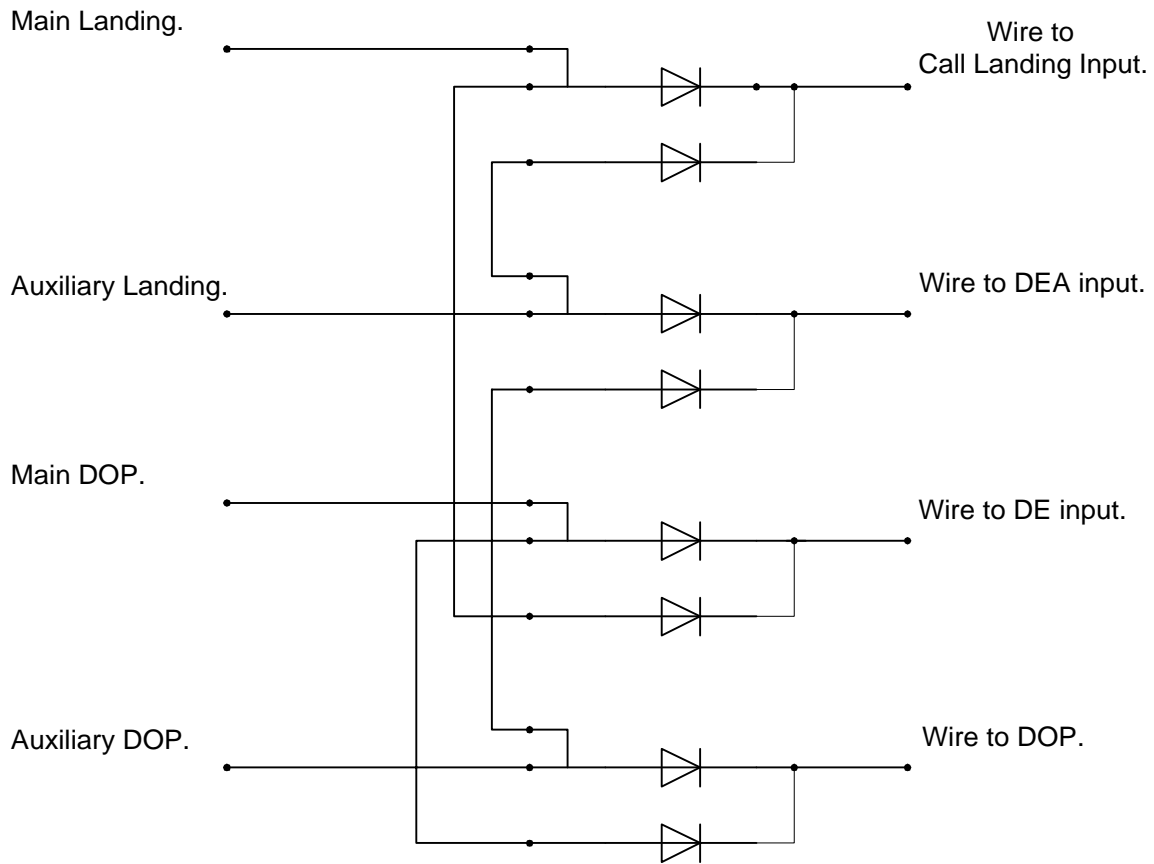 Main Landing.
Wire to
Call Landing Input.
Auxiliary Landing.
Wire to DEA input.
Main DOP.
Wire to DE input.
Auxiliary DOP.
Wire to DOP.